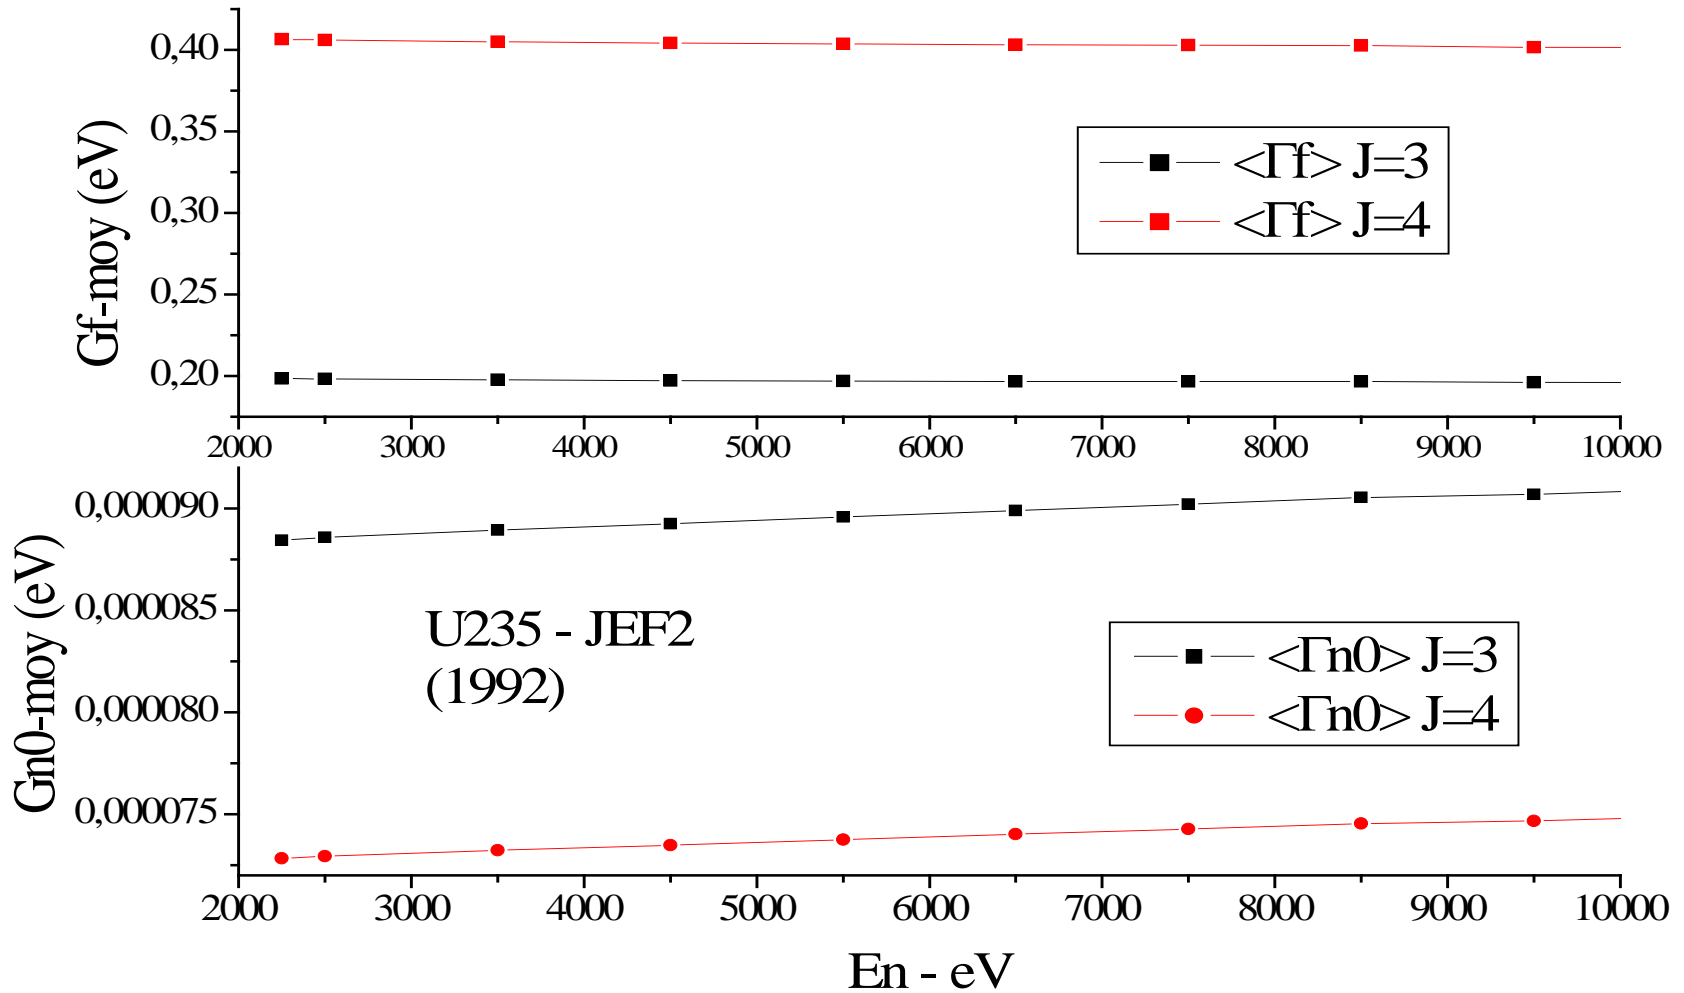 Gf-moy (eV)
0,40
0,35
0,30
0,25
0,20
<Γf> J=3
<Γf> J=4
2000 3000 4000 5000 6000 7000 8000 9000 10000
Gn0-moy (eV)
0,000090
0,000085
0,000080
0,000075
U235 - JEF2
(1992)
<Γn0> J=3
<Γn0> J=4
2000 3000 4000 5000 6000 7000 8000 9000 10000
En - eV